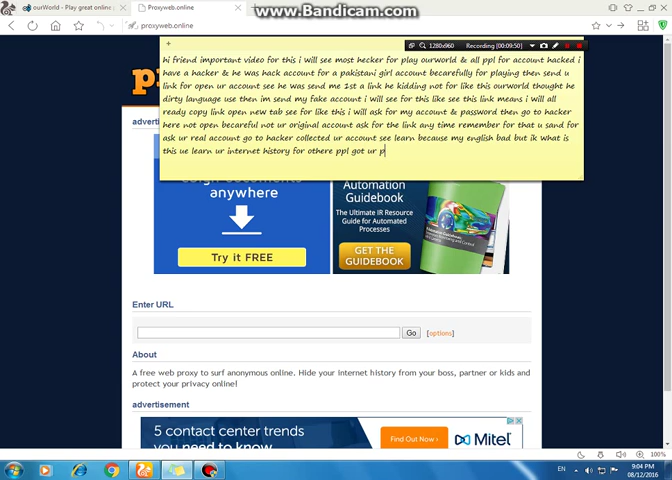 www.Bandicam.com
ourWorld - Play great online
Proxyweb.online
proxyweb.online
1280x960 Recording [00:09:50]
hi friend important video for this i will see most hecker for play ourworld & all ppl for account hacked i
have a hacker & he was hack account for a pakistani girl account becarefully for playing then send u
link for open ur account see he was send me 1st a link he kidding not for like this ourworld thought he
dirty language use then im send my fake account i will see for this like see this link means i will all
ready copy link open new tab see for like this i will ask for my account & password then go to hacker
here not open becareful not ur original account ask for the link any time remember for that u sand for
ask ur real account go to hacker collected ur account see learn because my english bad but ik what is
this ue learn ur internet history for othere ppl got ur p
Try it FREE
The Ultimate IR Resource
Guide for Automated
Processes
GET THE
GUIDEBOOK
Enter URL
Go [options]
About
A free web proxy to surf anonymous online. Hide your internet history from your boss, partner or kids and
protect your privacy online!
advertisement
5 contact center trends
you need to know
Find Out More
Mitel
100%
EN
9:04 PM
08/12/2016